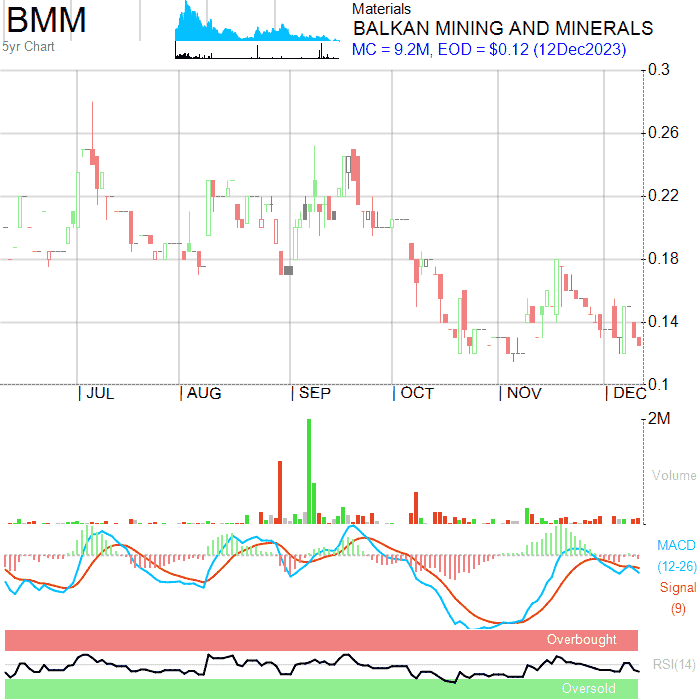 BMM
5yr Chart
Materials
BALKAN MINING AND MINERALS
MC = 9.2M, EOD = $0.12 (12Dec2023)
0.3
0.26
0.22
0.18
0.14
0.1
JUL AUG SEP OCT NOV DEC
2M
Volume
MACD
(12-26)
Signal
(9)
Overbought
RSI(14)
Oversold